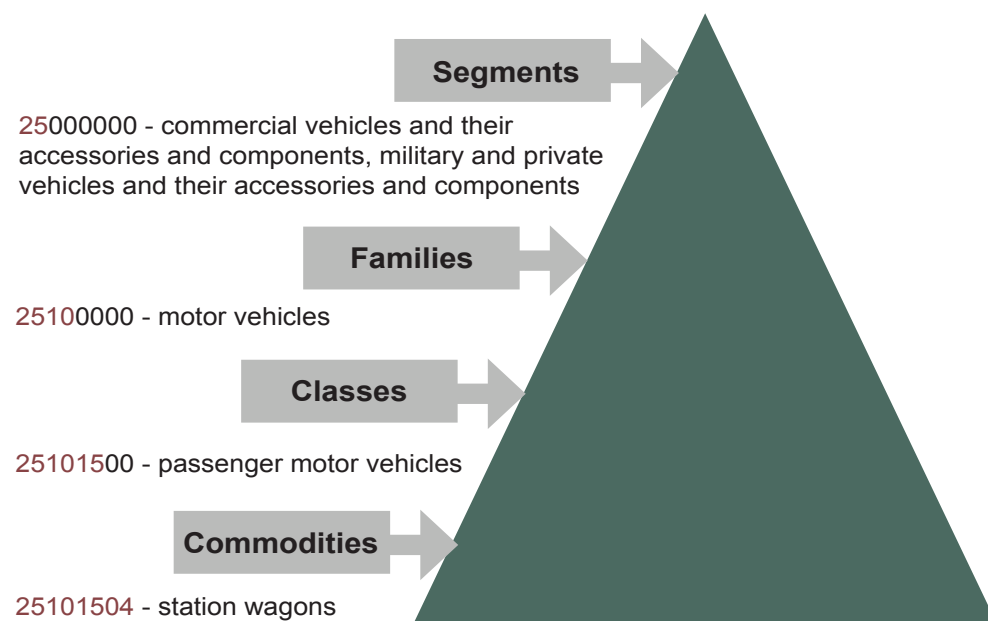 Segments
25000000 - commercial vehicles and their
accessories and components, military and private
vehicles and their accessories and components
Families
25100000 - motor vehicles
Classes
25101500 - passenger motor vehicles
Commodities
25101504 - station wagons